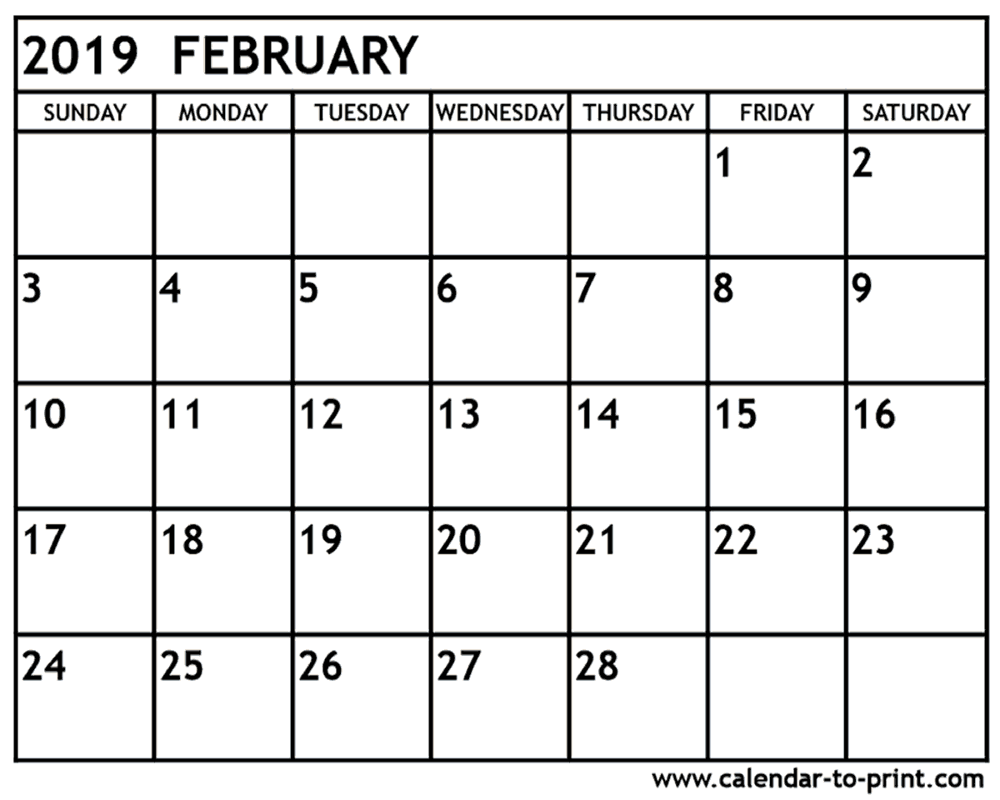 2019 FEBRUARY
SUNDAY MONDAY TUESDAY WEDNESDAY THURSDAY FRIDAY SATURDAY
1 2
3 4 5 6 7 8 9
10 11 12 13 14 15 16
17 18 19 20 21 22 23
24 25 26 27 28
www.calendar-to-print.com